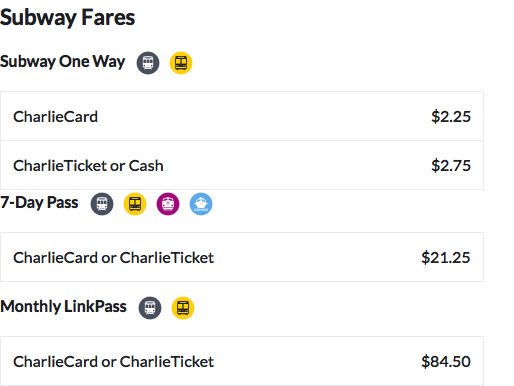 Subway Fares
Subway One Way
CharlieCard $2.25
CharlieTicket or Cash $2.75
7-Day Pass
CharlieCard or CharlieTicket $21.25
Monthly LinkPass
CharlieCard or CharlieTicket $84.50